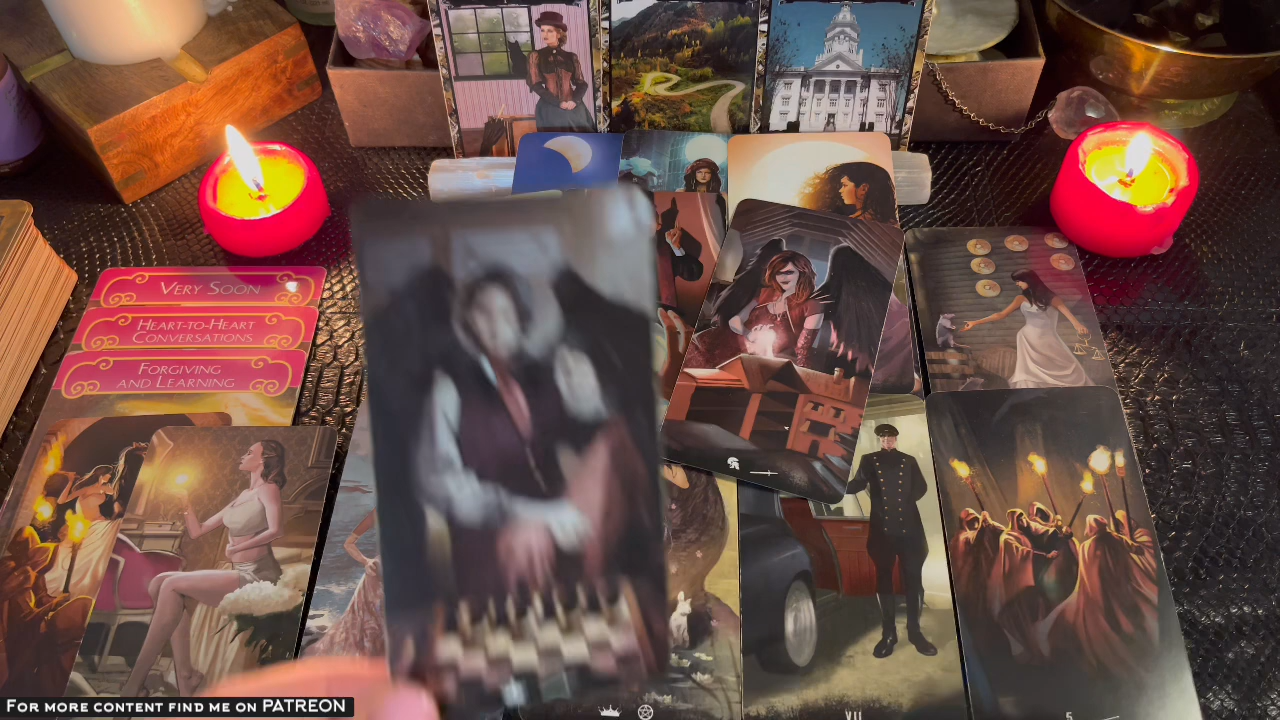 VERY SOON
HEART-TO-HEART
CONVERSATIONS
FORGIVING
AND LEARNING
VII
5
FOR MORE CONTENT FIND ME ON PATREON